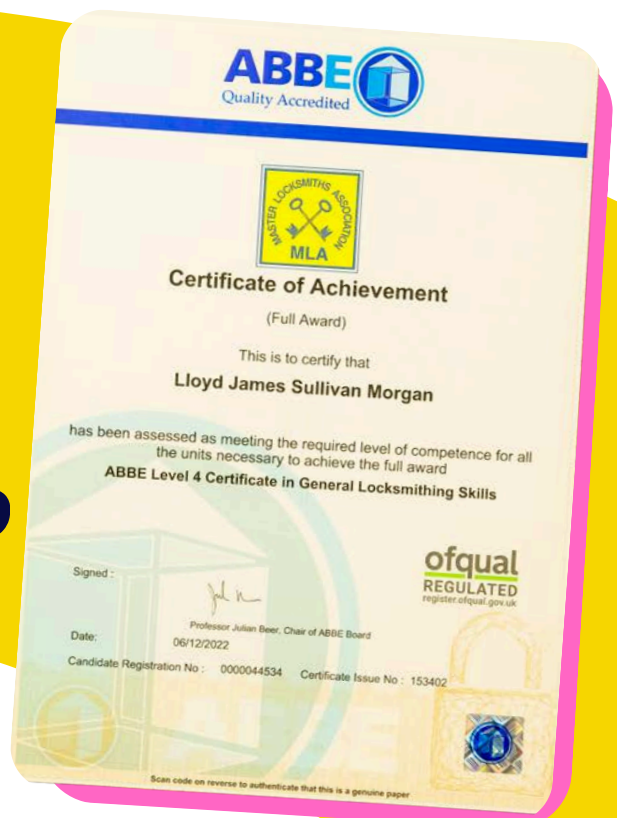 ABBE
Quality Accredited
MASTER LOCKSMITHS ASSOCIATION
MLA
Certificate of Achievement
(Full Award)
This is to certify that
Lloyd James Sullivan Morgan
has been assessed as meeting the required level of competence for all
the units necessary to achieve the full award
ABBE Level 4 Certificate in General Locksmithing Skills
ofqual
REGULATED
register.ofqual.gov.uk
Signed :
Professor Julian Beer, Chair of ABBE Board
Date:
06/12/2022
Candidate Registration No : 0000044534 Certificate Issue No : 153402
ABBE
Scan code on reverse to authenticate that this is a genuine paper